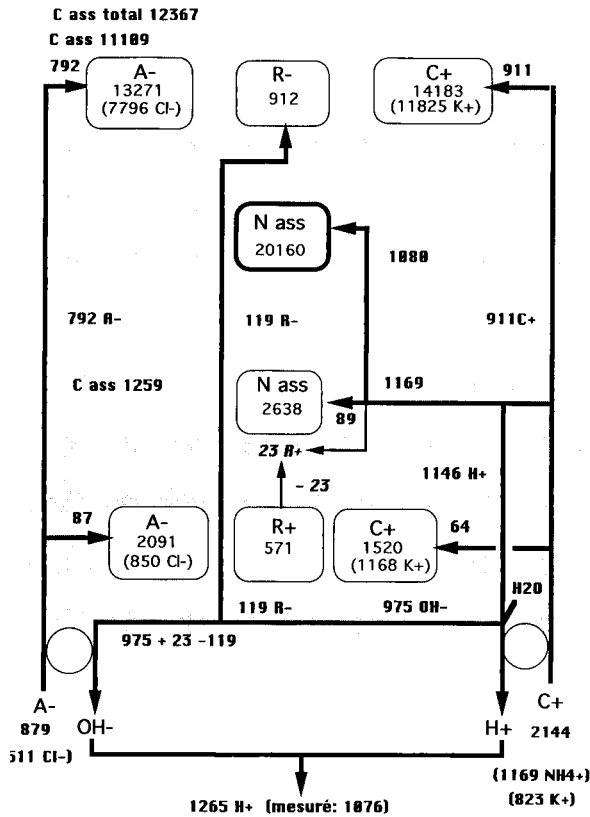 C ass total 12367
C ass 11109
792
A-
13271
(7796 Cl-)
R-
912
C+
14183
(11825 K+)
911
N ass
20160
1080
792 A-
119 R-
911C+
C ass 1259
N ass
2638
1169
89
23 R+
1146 H+
- 23
87
A-
2091
(850 Cl-)
R+
571
C+
1520
(1168 K+)
64
H2O
119 R-
975 OH-
975 + 23 -119
A-
879
OH-
H+
C+
2144
511 Cl-)
(1169 NH4+)
(823 K+)
1265 H+ (mesuré: 1076)